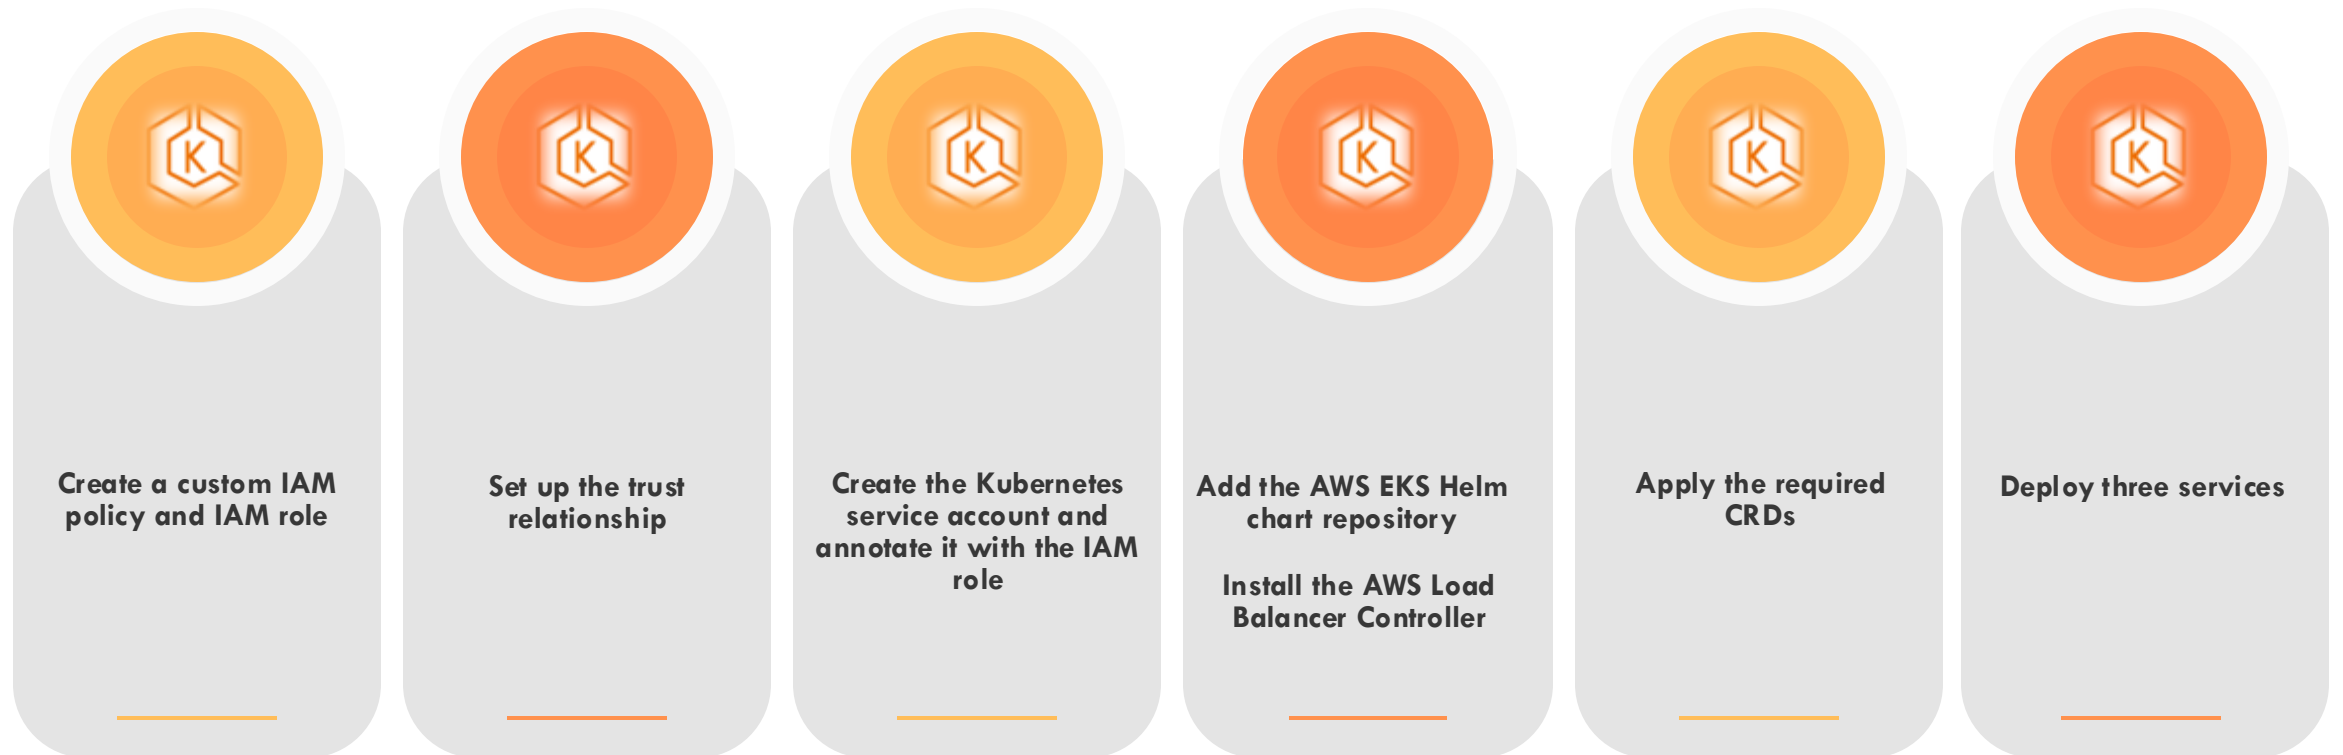 K
K
K
K
K
K
Create a custom IAM
policy and IAM role
Set up the trust
relationship
Create the Kubernetes
service account and
annotate it with the IAM
role
Add the AWS EKS Helm
chart repository
Install the AWS Load
Balancer Controller
Apply the required
CRDs
Deploy three services